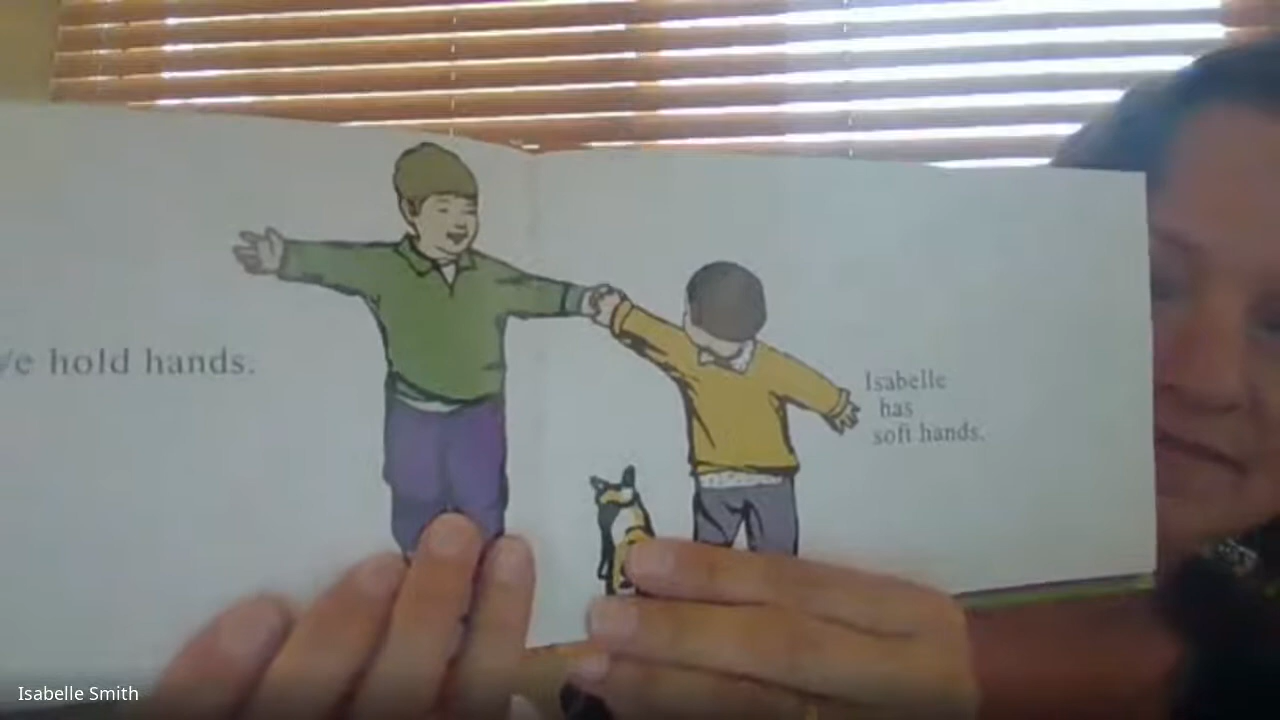 hold hands.
Isabelle
has
soft hands.
Isabelle Smith